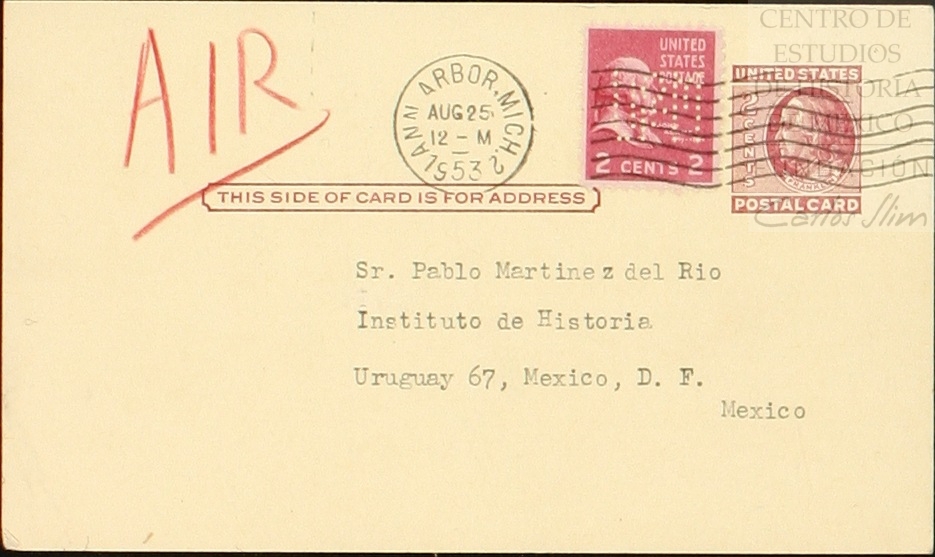 AIR
ANN ARBOR, MICH. 2
AUG 25
12 - M
1953
UNITED
STATES
POSTAGE
2 CENTS 2
UNITED STATES
2 CENTS
FRANKLIN
POSTAL CARD
CENTRO DE
ESTUDIOS
DE HISTORIA
DE MÉXICO
FUNDACIÓN
Carlos Slim
THIS SIDE OF CARD IS FOR ADDRESS
Sr. Pablo Martinez del Rio
Instituto de Historia
Uruguay 67, Mexico, D. F.
Mexico